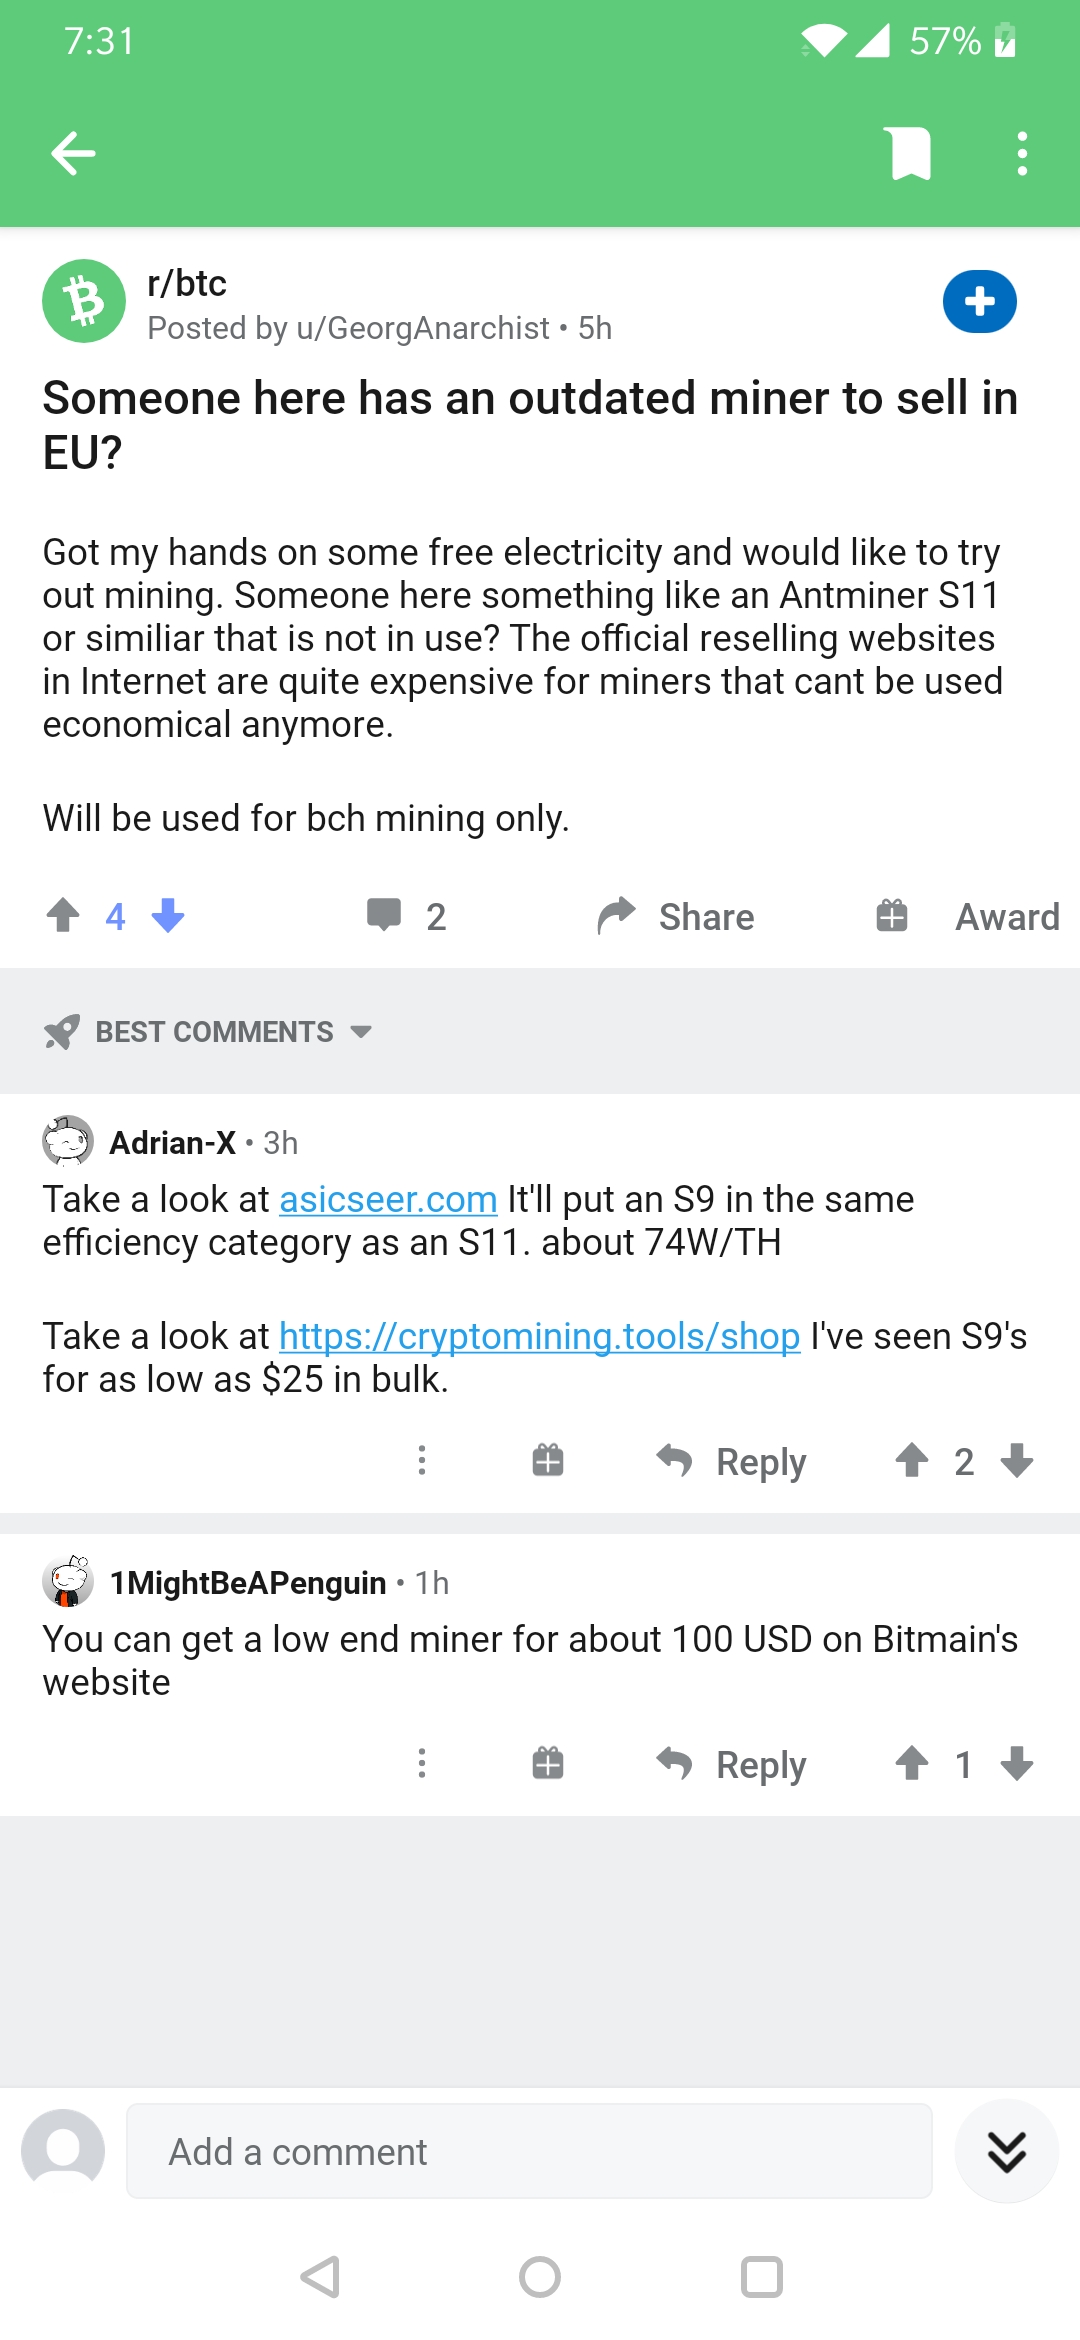 7:31
57%
r/btc
Posted by u/GeorgAnarchist • 5h
Someone here has an outdated miner to sell in
EU?
Got my hands on some free electricity and would like to try
out mining. Someone here something like an Antminer S11
or similiar that is not in use? The official reselling websites
in Internet are quite expensive for miners that cant be used
economical anymore.
Will be used for bch mining only.
4 2 Share Award
BEST COMMENTS
Adrian-X • 3h
Take a look at asicseer.com It'll put an S9 in the same
efficiency category as an S11. about 74W/TH
Take a look at https://cryptomining.tools/shop I've seen S9's
for as low as $25 in bulk.
Reply 2
1MightBeAPenguin • 1h
You can get a low end miner for about 100 USD on Bitmain's
website
Reply 1
Add a comment